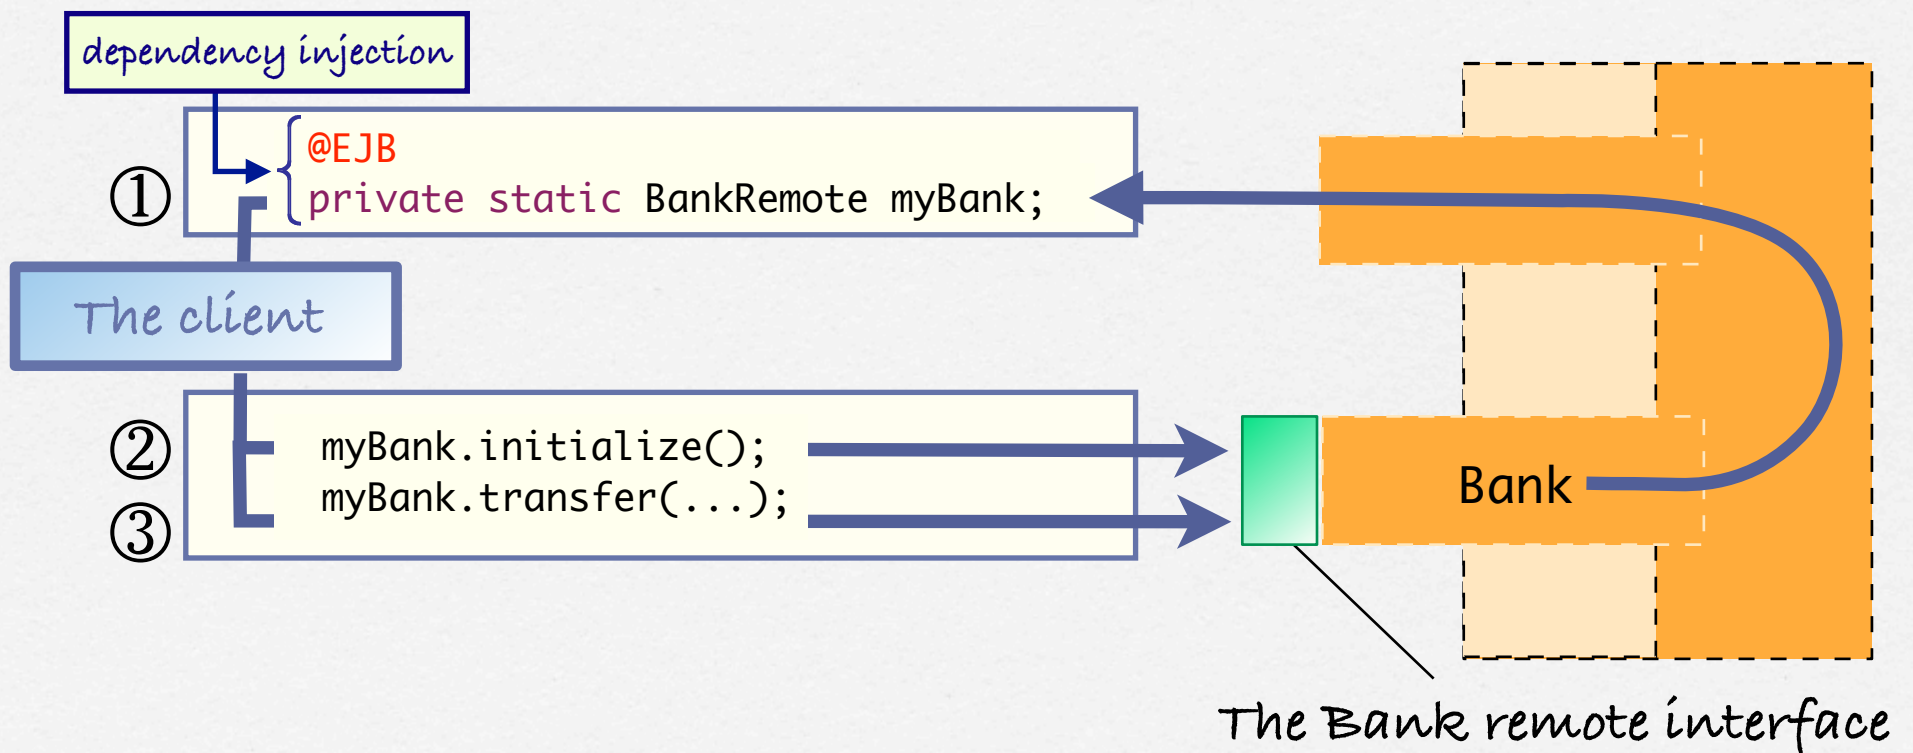 dependency injection
① @EJB
private static BankRemote myBank;
The client
② myBank.initialize();
③ myBank.transfer(...);
Bank
The Bank remote interface